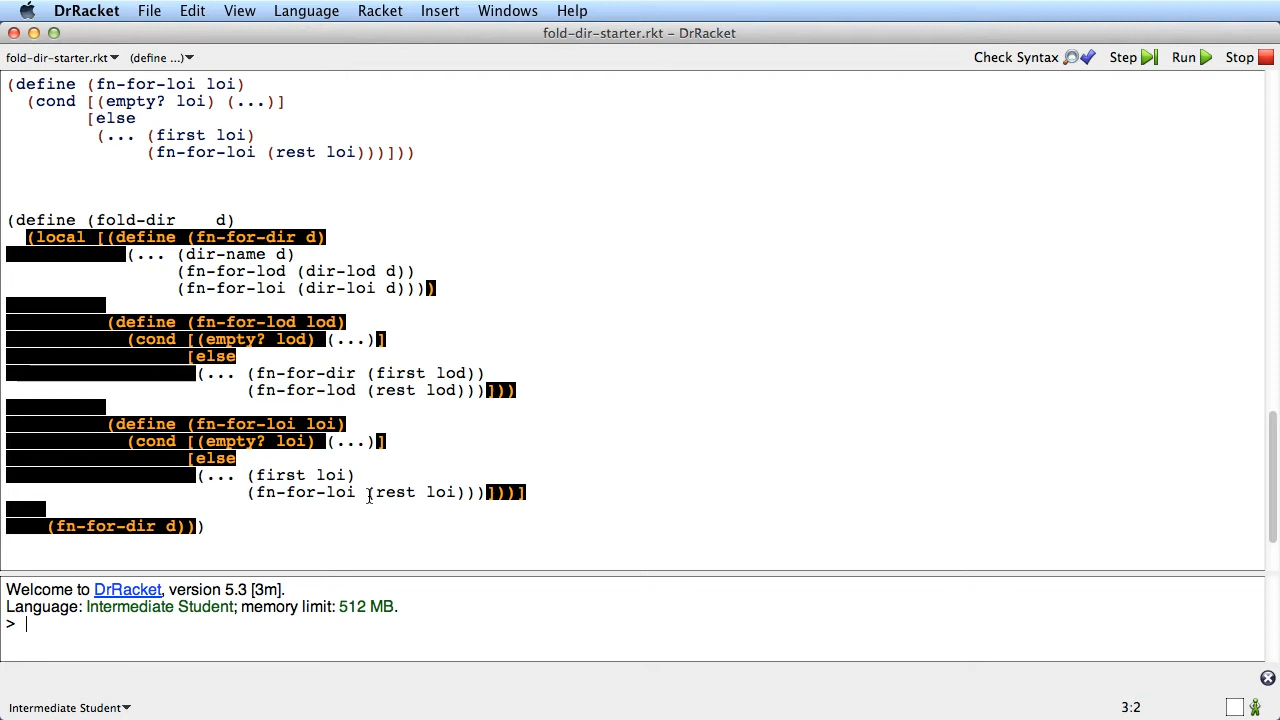 DrRacket File Edit View Language Racket Insert Windows Help
fold-dir-starter.rkt – DrRacket
fold-dir-starter.rkt▾ (define ...)▾ Check Syntax Step Run Stop
(define (fn-for-loi loi)
  (cond [(empty? loi) (...)]
        [else
         (... (first loi)
              (fn-for-loi (rest loi)))]))
(define (fold-dir    d)
  (local [(define (fn-for-dir d)
            (... (dir-name d)
                 (fn-for-lod (dir-lod d))
                 (fn-for-loi (dir-loi d))))
          (define (fn-for-lod lod)
            (cond [(empty? lod) (...)]
                  [else
                   (... (fn-for-dir (first lod))
                        (fn-for-lod (rest lod)))]))
          (define (fn-for-loi loi)
            (cond [(empty? loi) (...)]
                  [else
                   (... (first loi)
                        (fn-for-loi (rest loi)))]))]
    (fn-for-dir d)))
Welcome to DrRacket, version 5.3 [3m].
Language: Intermediate Student; memory limit: 512 MB.
>
Intermediate Student▾ 3:2